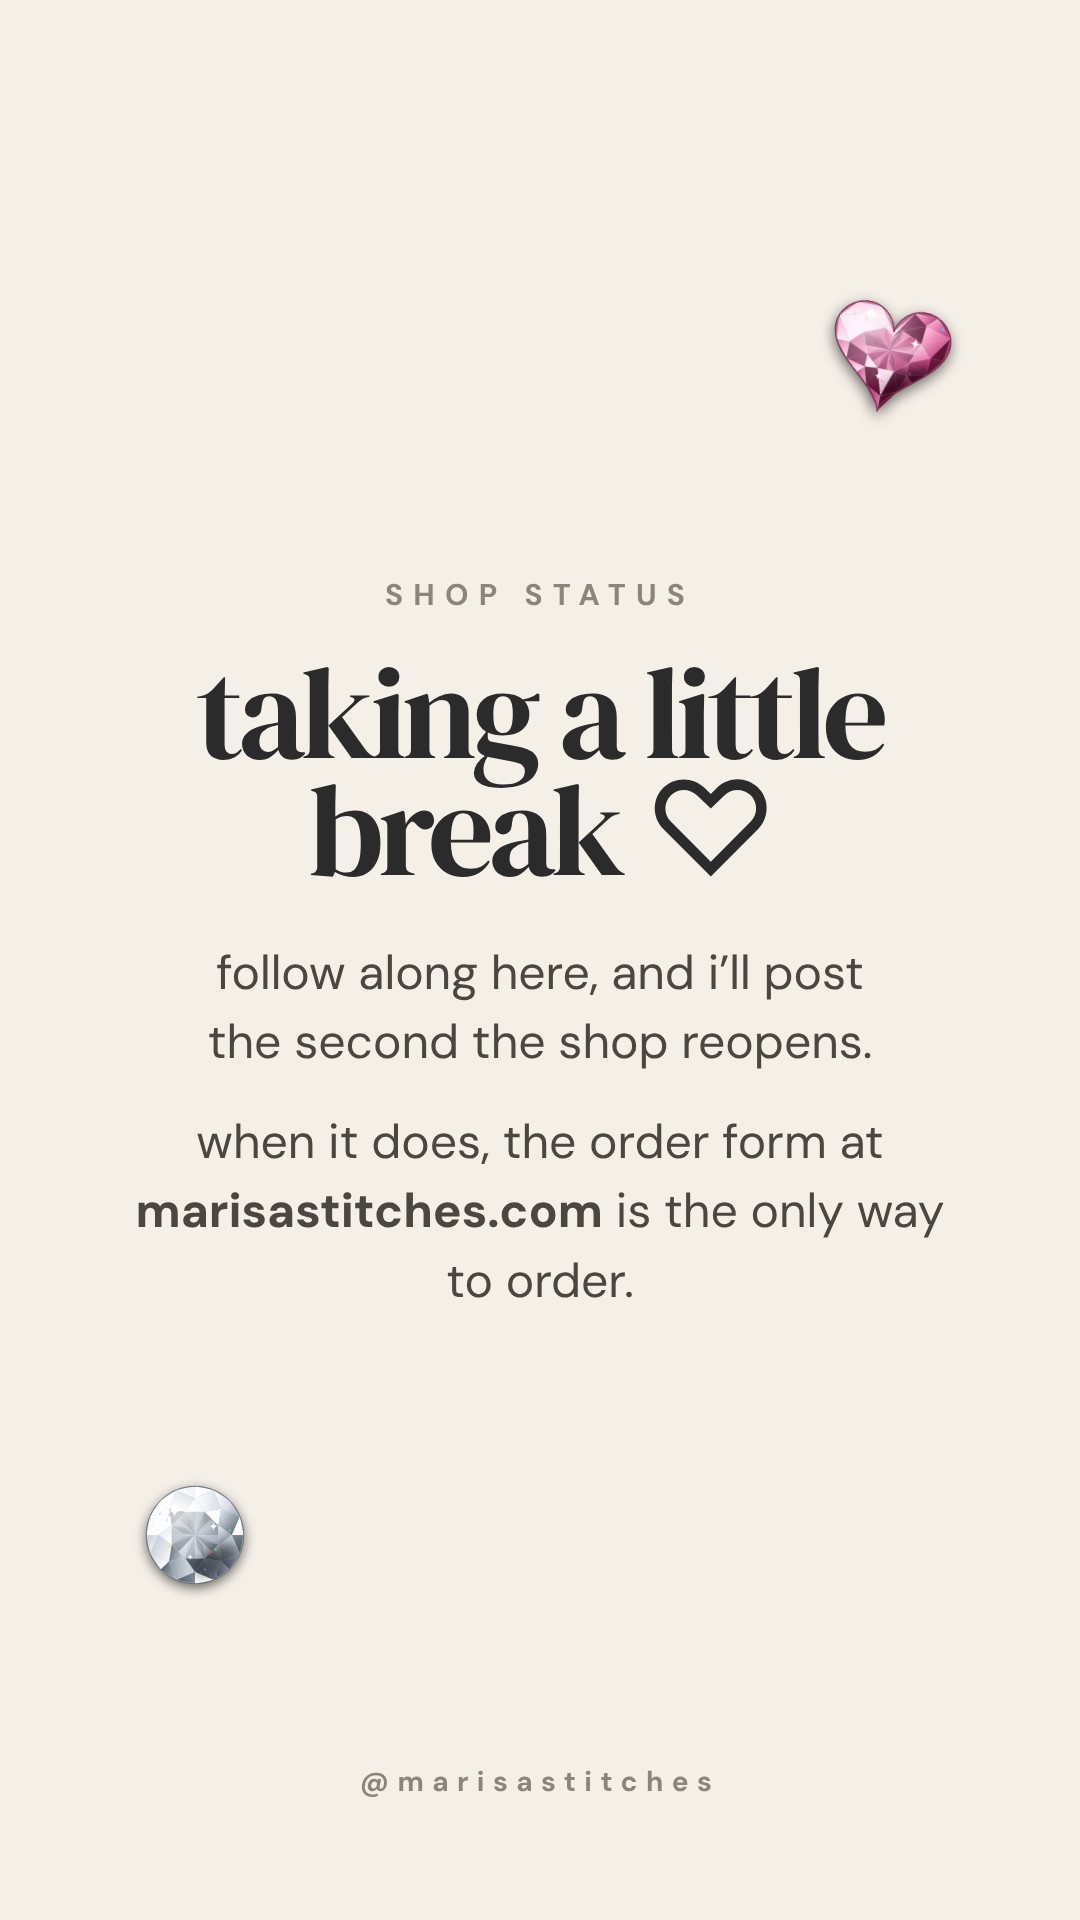 SHOP STATUS
taking a little
break ♡
follow along here, and i’ll post
the second the shop reopens.
when it does, the order form at
marisastitches.com is the only way
to order.
@marisastitches